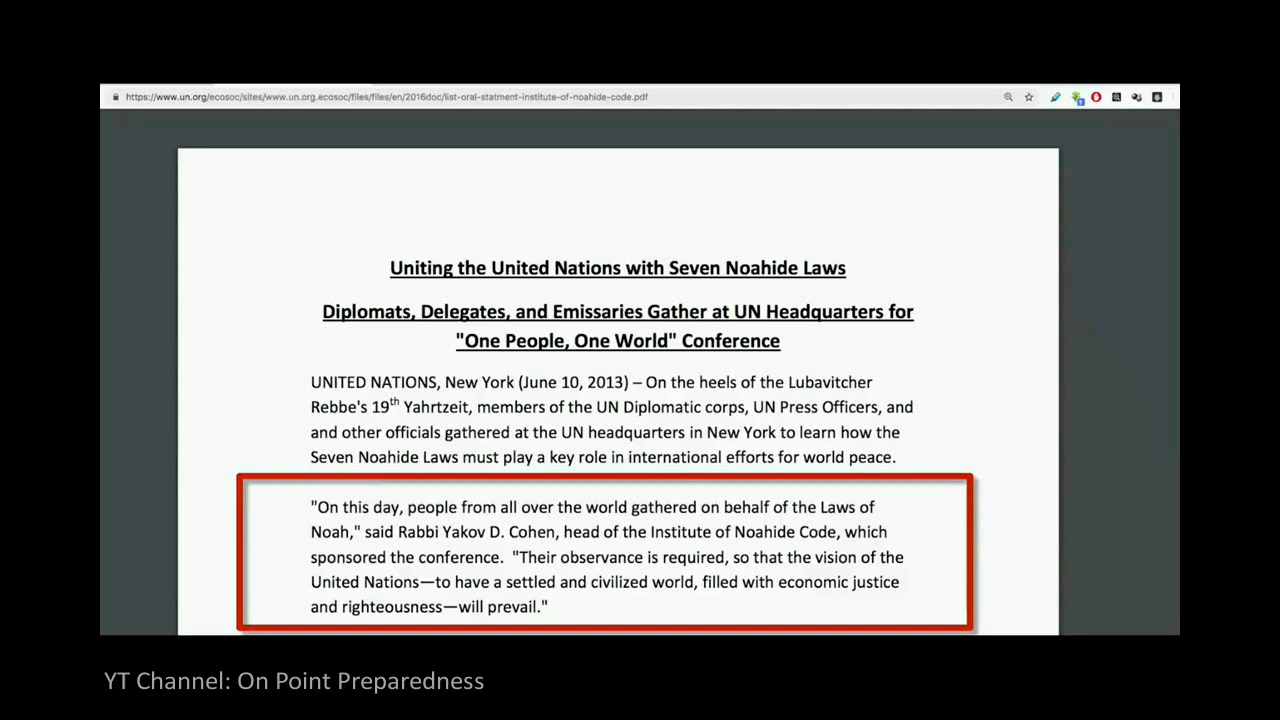 https://www.un.org/ecosoc/sites/www.un.org.ecosoc/files/files/en/2016doc/list-oral-statment-institute-of-noahide-code.pdf
Uniting the United Nations with Seven Noahide Laws
Diplomats, Delegates, and Emissaries Gather at UN Headquarters for
"One People, One World" Conference
UNITED NATIONS, New York (June 10, 2013) – On the heels of the Lubavitcher
Rebbe's 19th Yahrtzeit, members of the UN Diplomatic corps, UN Press Officers, and
and other officials gathered at the UN headquarters in New York to learn how the
Seven Noahide Laws must play a key role in international efforts for world peace.
"On this day, people from all over the world gathered on behalf of the Laws of
Noah," said Rabbi Yakov D. Cohen, head of the Institute of Noahide Code, which
sponsored the conference.  "Their observance is required, so that the vision of the
United Nations—to have a settled and civilized world, filled with economic justice
and righteousness—will prevail."
YT Channel: On Point Preparedness